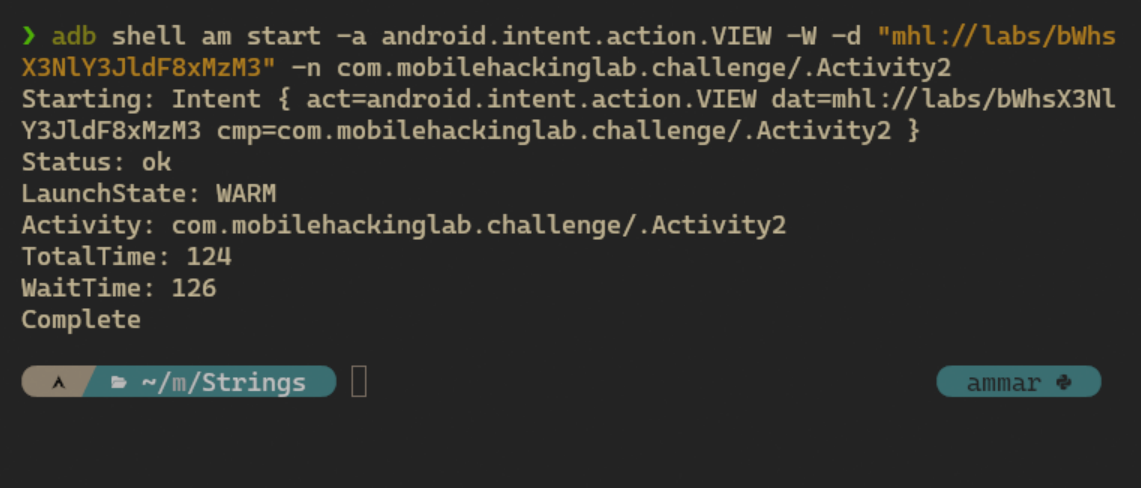 ❯ adb shell am start -a android.intent.action.VIEW -W -d "mhl://labs/bWhs
X3NlY3JldF8xMzM3" -n com.mobilehackinglab.challenge/.Activity2
Starting: Intent { act=android.intent.action.VIEW dat=mhl://labs/bWhsX3Nl
Y3JldF8xMzM3 cmp=com.mobilehackinglab.challenge/.Activity2 }
Status: ok
LaunchState: WARM
Activity: com.mobilehackinglab.challenge/.Activity2
TotalTime: 124
WaitTime: 126
Complete
~/m/Strings ammar